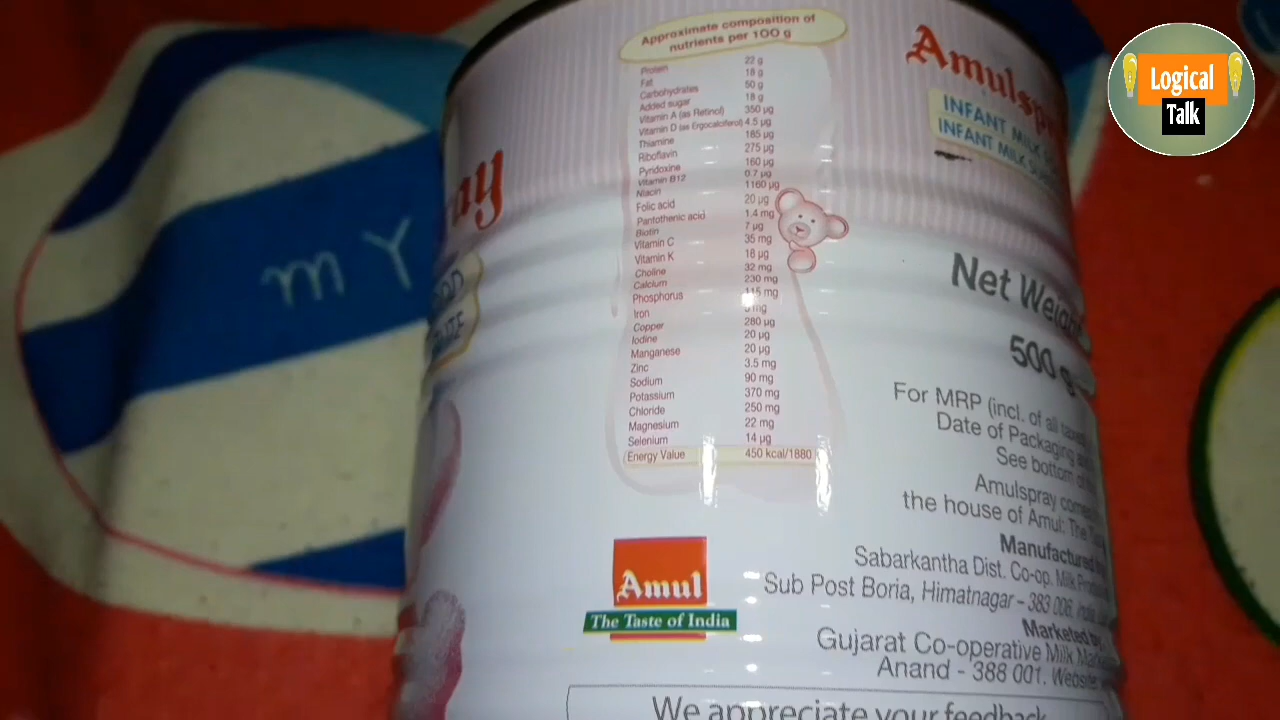 Approximate composition of
nutrients per 100 g
Protein 22 g
Fat 18 g
Carbohydrates 50 g
Added sugar 18 g
Vitamin A (as Retinol) 350 µg
Vitamin D (as Ergocalciferol) 4.5 µg
Thiamine 185 µg
Riboflavin 275 µg
Pyridoxine 160 µg
Vitamin B12 0.7 µg
Niacin 1160 µg
Folic acid 20 µg
Pantothenic acid 1.4 mg
Biotin 7 µg
Vitamin C 35 mg
Vitamin K 18 µg
Choline 32 mg
Calcium 230 mg
Phosphorus 115 mg
Iron mg
Copper 280 µg
Iodine 20 µg
Manganese 20 µg
Zinc 3.5 mg
Sodium 90 mg
Potassium 370 mg
Chloride 250 mg
Magnesium 22 mg
Selenium 14 µg
Energy Value 450 kcal/1880
Amul
The Taste of India
Amulsp
INFANT MILK
INFANT MILK
Net Weigh
500 g
For MRP (incl. of all taxes)
Date of Packaging
See bottom of
Amulspray comes
the house of Amul: The
Manufactured
Sabarkantha Dist. Co-op. Milk
Sub Post Boria, Himatnagar - 383 006.
Marketed by
Gujarat Co-operative Milk
Anand - 388 001. Website
We appreciate your feedback
ay
m Y
Logical
Talk